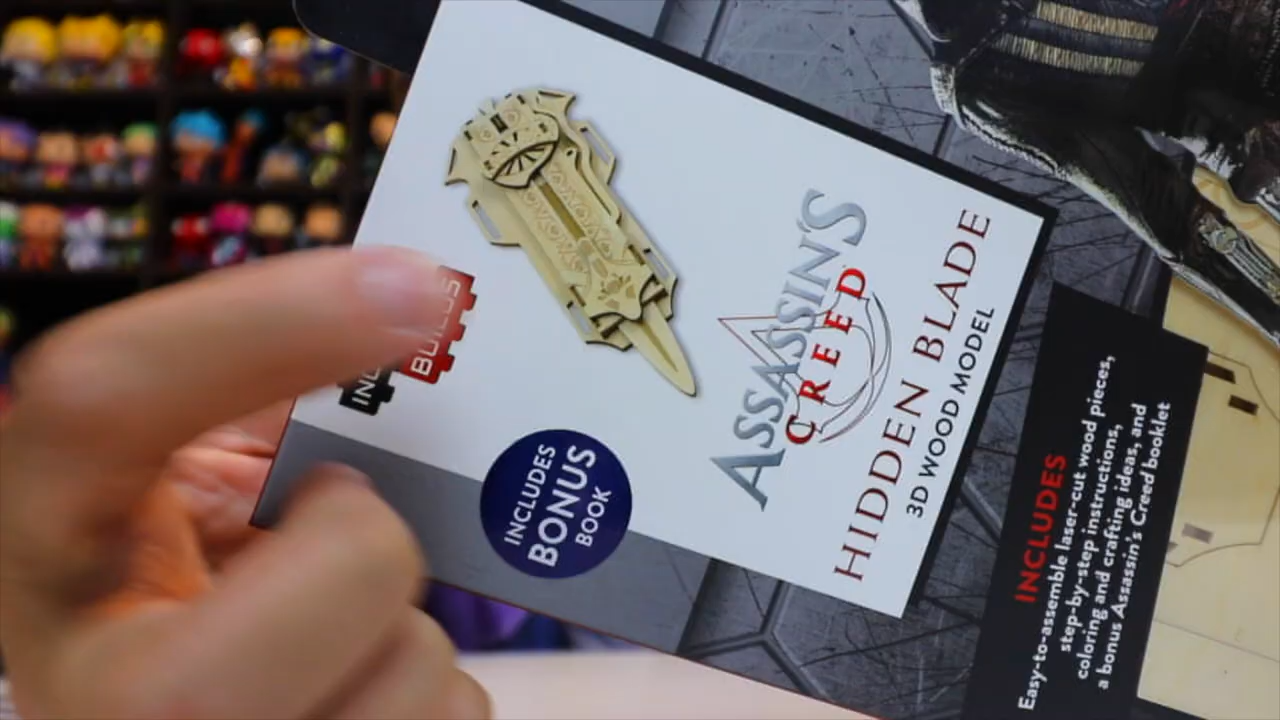 BUILDS
INCLUDES
BONUS
BOOK
ASSASSIN'S
CREED
HIDDEN BLADE
3D WOOD MODEL
INCLUDES
Easy-to-assemble laser-cut wood pieces,
step-by-step instructions,
coloring and crafting ideas, and
a bonus Assassin's Creed booklet